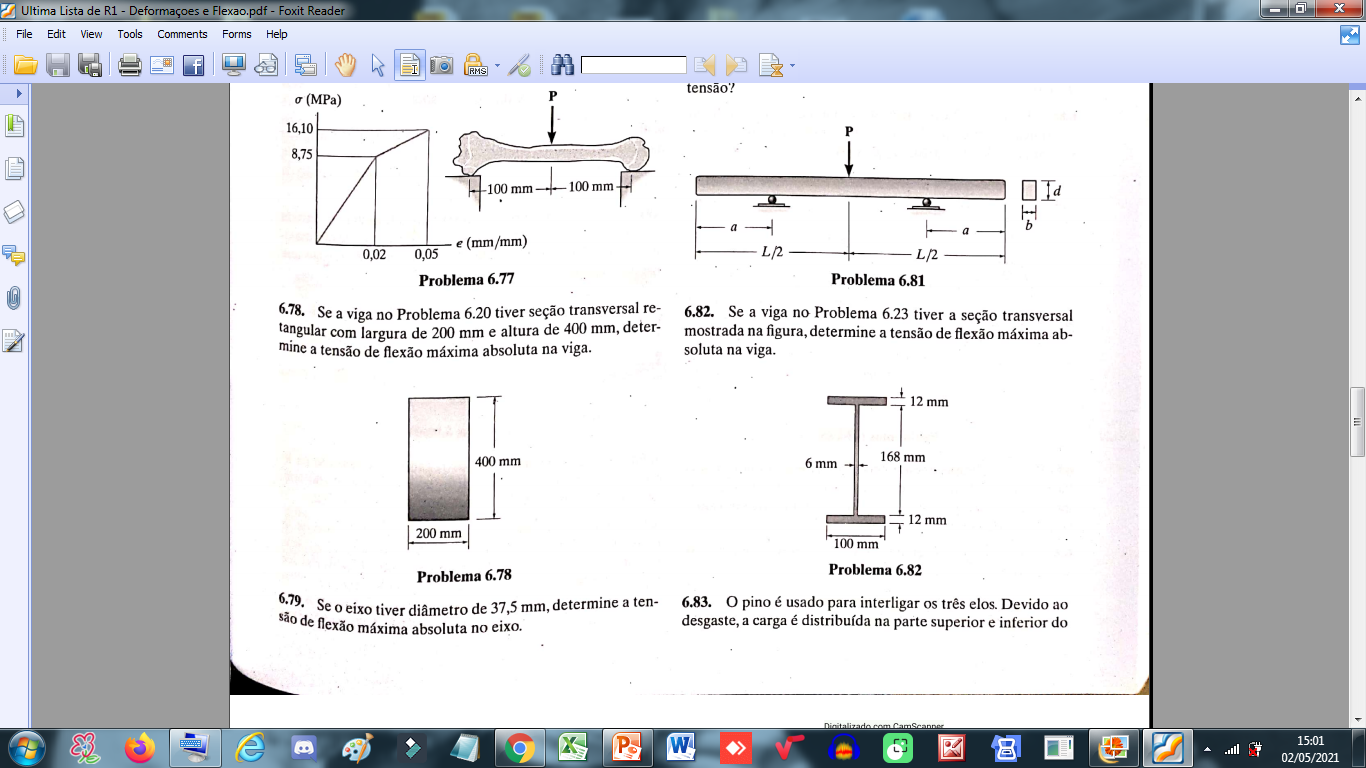 Ultima Lista de R1 - Deformaçoes e Flexao.pdf - Foxit Reader
File Edit View Tools Comments Forms Help
RMS
σ (MPa)
16,10
8,75
0,02
0,05
e (mm/mm)
P
100 mm
100 mm
Problema 6.77
6.78. Se a viga no Problema 6.20 tiver seção transversal re-
tangular com largura de 200 mm e altura de 400 mm, deter-
mine a tensão de flexão máxima absoluta na viga.
400 mm
200 mm
Problema 6.78
6.79. Se o eixo tiver diâmetro de 37,5 mm, determine a ten-
são de flexão máxima absoluta no eixo.
tensão?
P
d
b
a
a
L/2
L/2
Problema 6.81
6.82. Se a viga no Problema 6.23 tiver a seção transversal
mostrada na figura, determine a tensão de flexão máxima ab-
soluta na viga.
12 mm
6 mm
168 mm
12 mm
100 mm
Problema 6.82
6.83. O pino é usado para interligar os três elos. Devido ao
desgaste, a carga é distribuída na parte superior e inferior do
Digitalizado com CamScanner
15:01
02/05/2021